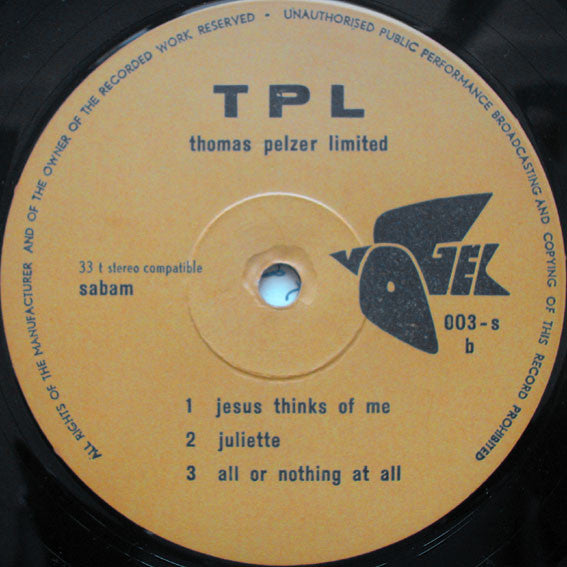 ALL RIGHTS OF THE MANUFACTURER AND OF THE OWNER OF THE RECORDED WORK RESERVED - UNAUTHORISED PUBLIC PERFORMANCE BROADCASTING AND COPYING OF THIS RECORD PROHIBITED
TPL
thomas pelzer limited
VOGEL
33 t stereo compatible
sabam
003-s
b
1 jesus thinks of me
2 juliette
3 all or nothing at all